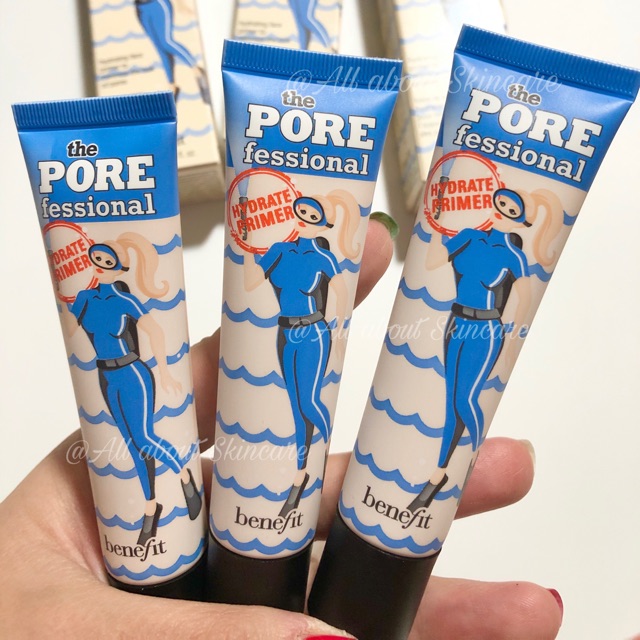 @All about Skincare
the
PORE
fessional
HYDRATE
PRIMER
benefit
the
PORE
fessional
HYDRATE
PRIMER
benefit
the
PORE
fessional
HYDRATE
PRIMER
benefit
@All about Skincare
@All about Skincare